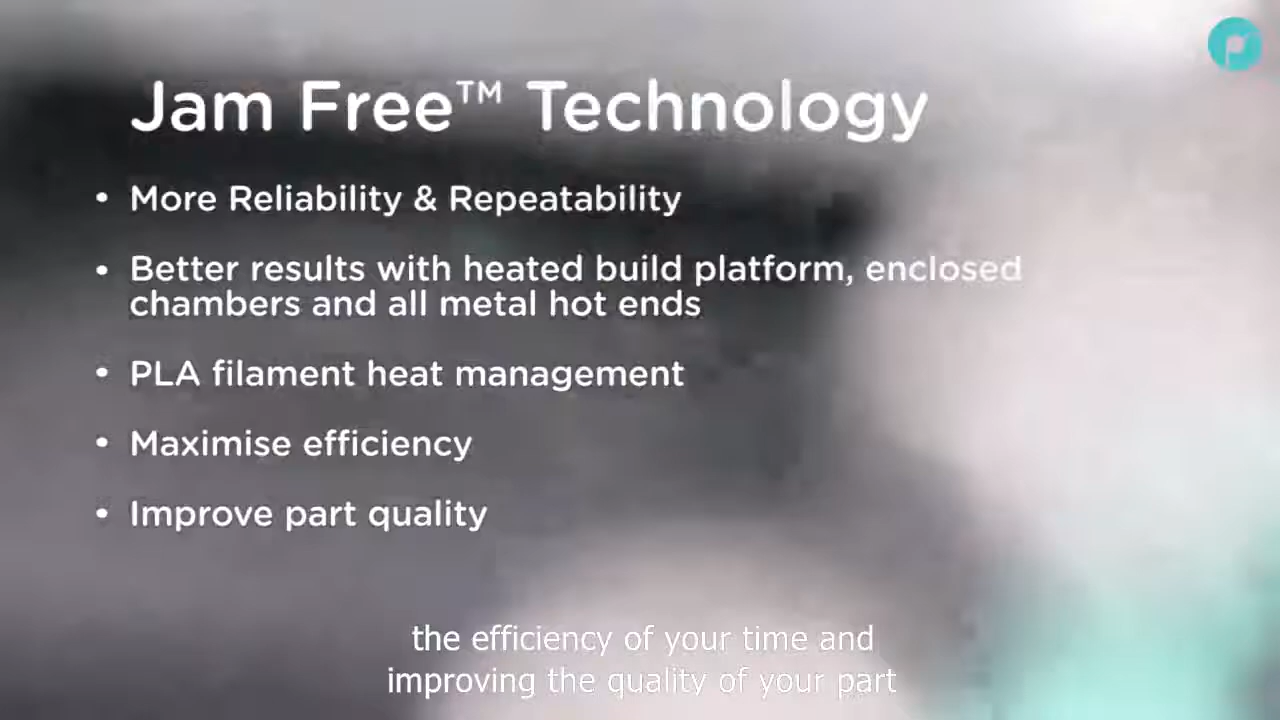 Jam Free™ Technology
• More Reliability & Repeatability
• Better results with heated build platform, enclosed
chambers and all metal hot ends
• PLA filament heat management
• Maximise efficiency
• Improve part quality
the efficiency of your time and
improving the quality of your part